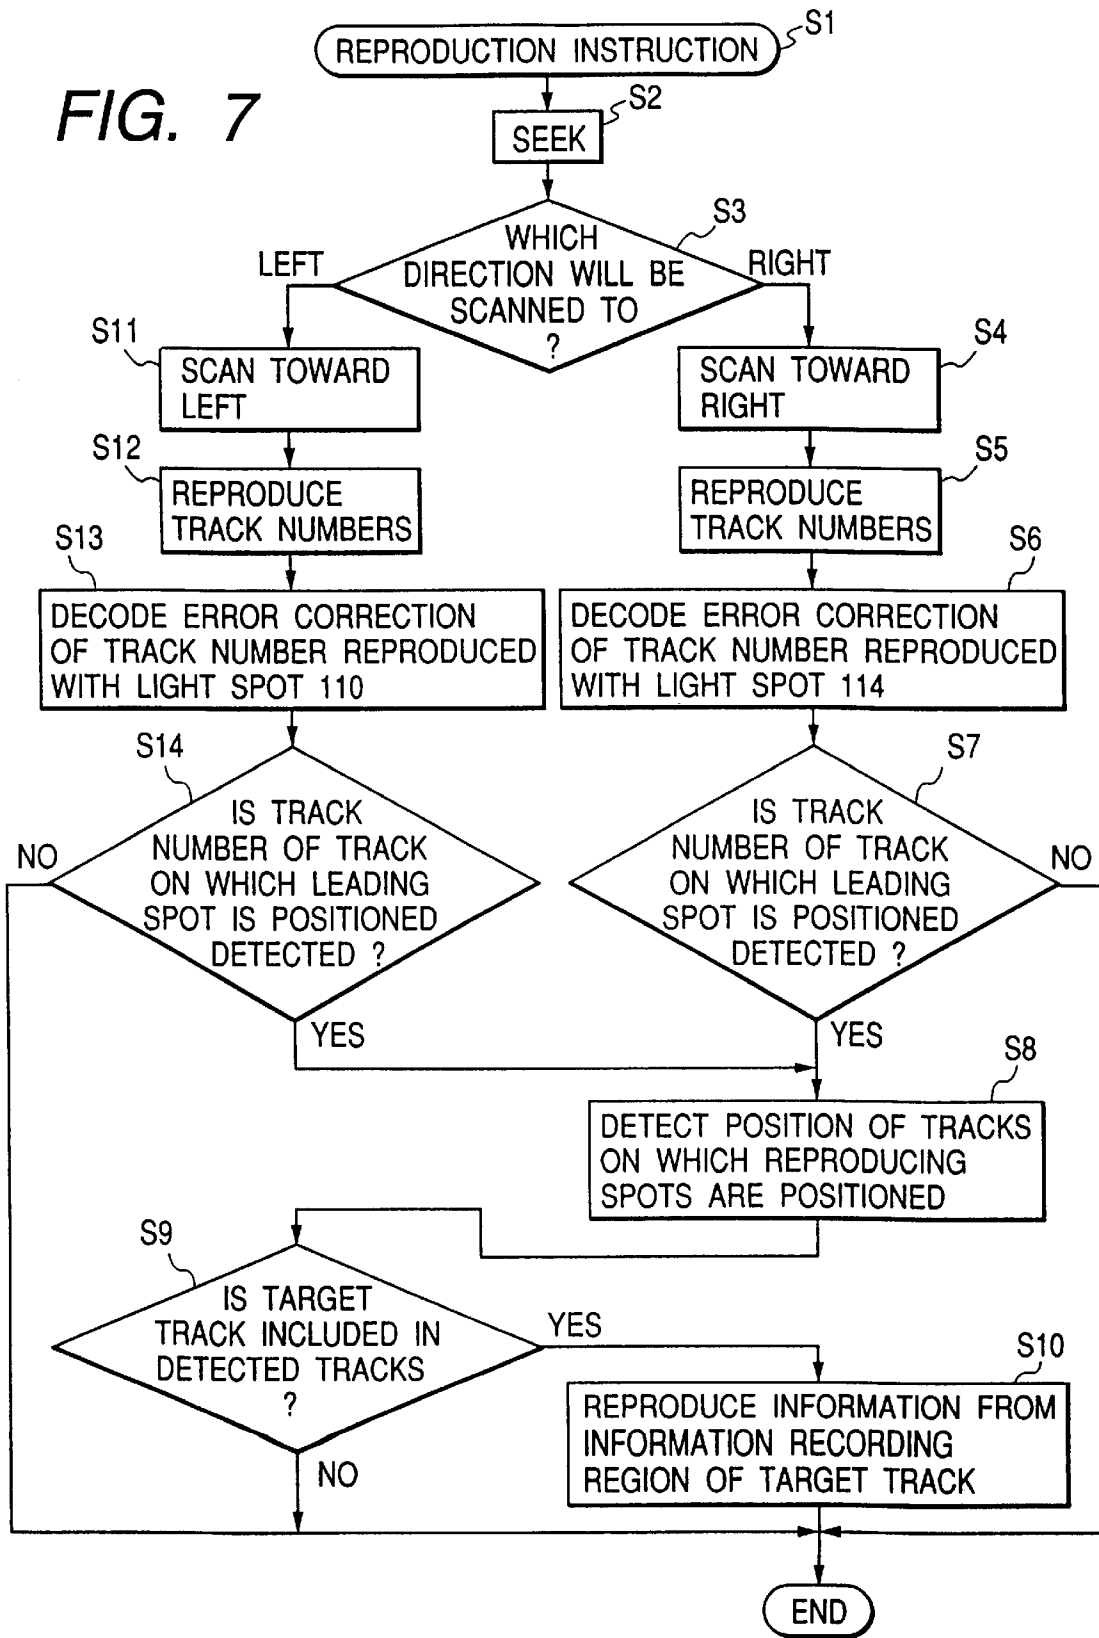 FIG. 7
REPRODUCTION INSTRUCTION
S1
SEEK
S2
WHICH
DIRECTION WILL BE
SCANNED TO
?
S3
LEFT
RIGHT
S11
SCAN TOWARD
LEFT
S4
SCAN TOWARD
RIGHT
S12
REPRODUCE
TRACK NUMBERS
S5
REPRODUCE
TRACK NUMBERS
S13
DECODE ERROR CORRECTION
OF TRACK NUMBER REPRODUCED
WITH LIGHT SPOT 110
S6
DECODE ERROR CORRECTION
OF TRACK NUMBER REPRODUCED
WITH LIGHT SPOT 114
S14
IS TRACK
NUMBER OF TRACK
ON WHICH LEADING
SPOT IS POSITIONED
DETECTED ?
NO
YES
S7
IS TRACK
NUMBER OF TRACK
ON WHICH LEADING
SPOT IS POSITIONED
DETECTED ?
NO
YES
S8
DETECT POSITION OF TRACKS
ON WHICH REPRODUCING
SPOTS ARE POSITIONED
S9
IS TARGET
TRACK INCLUDED IN
DETECTED TRACKS
?
YES
NO
S10
REPRODUCE INFORMATION FROM
INFORMATION RECORDING
REGION OF TARGET TRACK
END